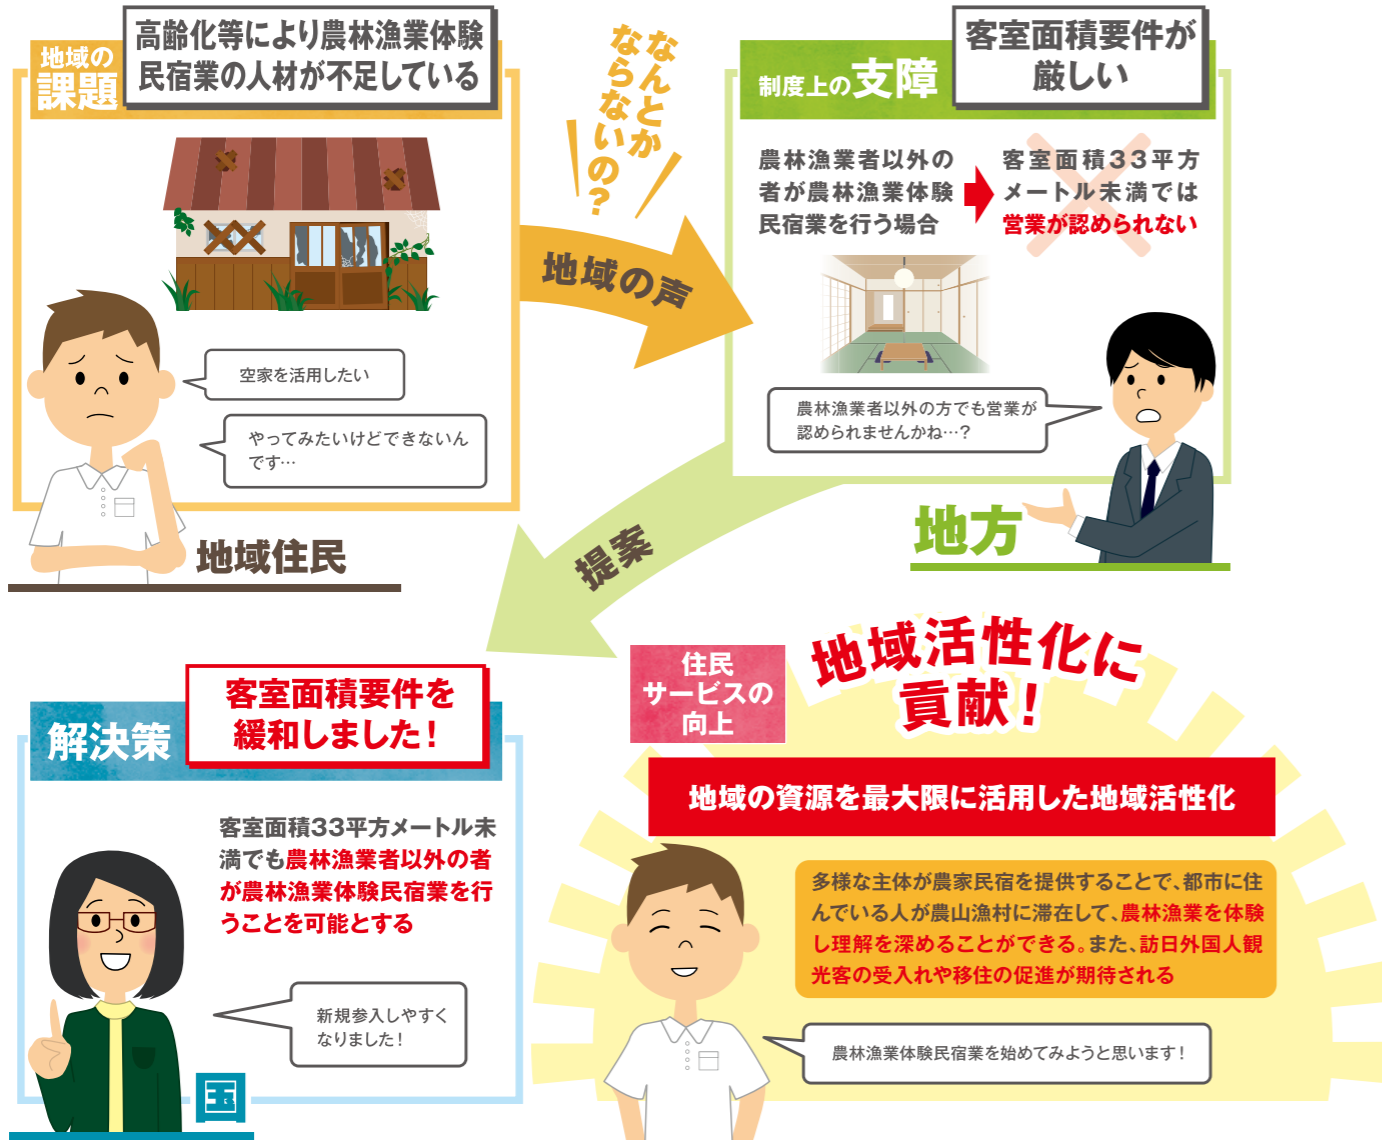 地域の
課題
高齢化等により農林漁業体験
民宿業の人材が不足している
空家を活用したい
やってみたいけどできないん
です…
地域住民
なんとか
ならないの?
地域の声
制度上の支障
客室面積要件が
厳しい
農林漁業者以外の
者が農林漁業体験
民宿業を行う場合
客室面積33平方
メートル未満では
営業が認められない
農林漁業者以外の方でも営業が
認められませんかね…?
地方
提案
解決策
客室面積要件を
緩和しました!
客室面積33平方メートル未
満でも農林漁業者以外の者
が農林漁業体験民宿業を行
うことを可能とする
新規参入しやすく
なりました!
国
住民
サービスの
向上
地域活性化に
貢献!
地域の資源を最大限に活用した地域活性化
多様な主体が農家民宿を提供することで、都市に住
んでいる人が農山漁村に滞在して、農林漁業を体験
し理解を深めることができる。また、訪日外国人観
光客の受入れや移住の促進が期待される
農林漁業体験民宿業を始めてみようと思います!